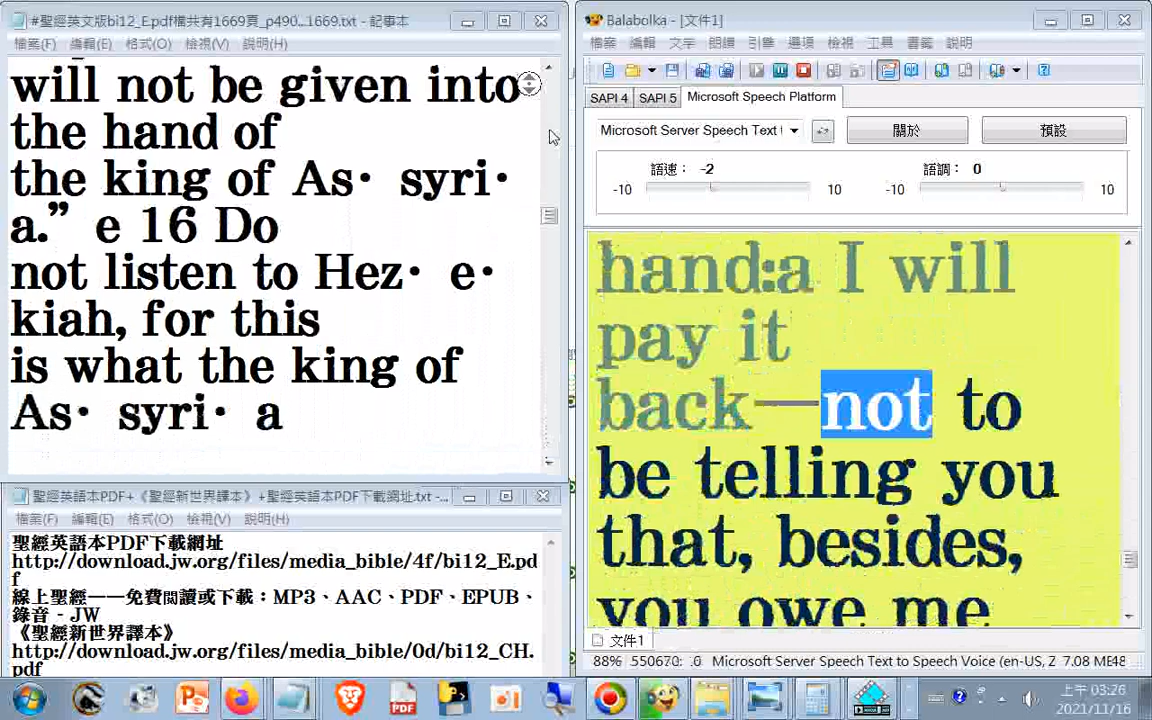 #聖經英文版bi12_E.pdf檔共有1669頁_p490...1669.txt - 記事本
檔案(F) 編輯(E) 格式(O) 檢視(V) 說明(H)
will not be given into
the hand of
the king of As· syri·
a.” e 16 Do
not listen to Hez· e·
kiah, for this
is what the king of
As· syri· a
聖經英語本PDF+《聖經新世界譯本》+聖經英語本PDF下載網址.txt - ...
檔案(F) 編輯(E) 格式(O) 檢視(V) 說明(H)
聖經英語本PDF下載網址
http://download.jw.org/files/media_bible/4f/bi12_E.pd
f
線上聖經——免費閱讀或下載：MP3、AAC、PDF、EPUB、
錄音 - JW
《聖經新世界譯本》
http://download.jw.org/files/media_bible/0d/bi12_CH.
pdf
Balabolka - [文件1]
檔案 編輯 文字 朗讀 引擎 選項 檢視 工具 書籤 說明
SAPI 4 SAPI 5 Microsoft Speech Platform
Microsoft Server Speech Text 關於 預設
語速： -2 語調： 0
-10 10 -10 10
hand:a I will
pay it
back—not to
be telling you
that, besides,
you owe me
文件1
88% 550670: .0 Microsoft Server Speech Text to Speech Voice (en-US, Z 7.08 ME48
上午 03:26
2021/11/16